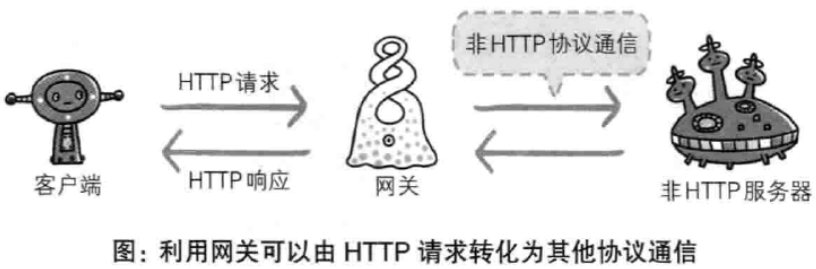 非HTTP协议通信
HTTP请求
HTTP响应
客户端
网关
非HTTP服务器
图：利用网关可以由 HTTP 请求转化为其他协议通信